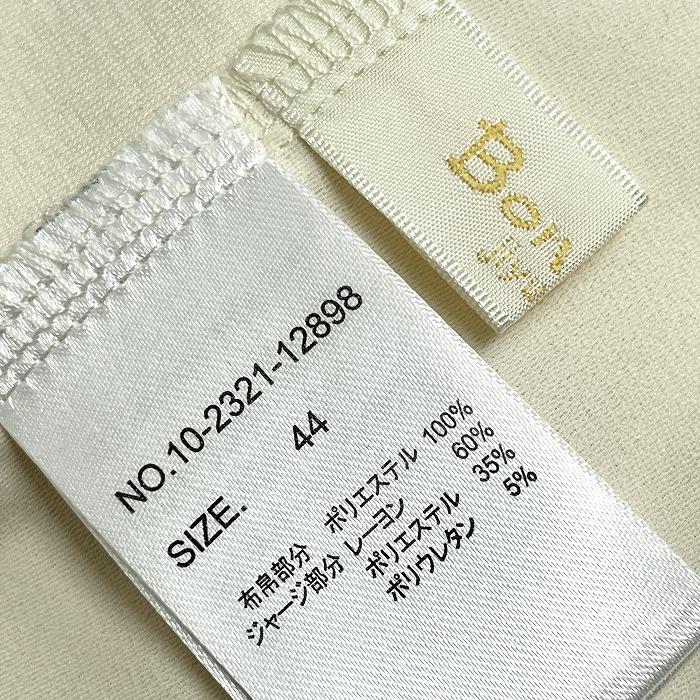 Bon
NO.10-2321-12898
SIZE. 44
布帛部分 ポリエステル 100%
ジャージ部分 レーヨン 60%
ポリエステル 35%
ポリウレタン 5%